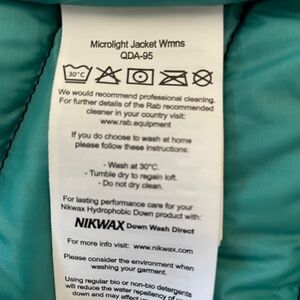 Microlight Jacket Wmns
QDA-95
30°C
We would recommend professional cleaning.
For further details of the Rab recommended
cleaner in your country visit:
www.rab.equipment
If you do choose to wash at home
please follow these instructions:
- Wash at 30°C.
- Tumble dry to regain loft.
- Do not dry clean.
For lasting performance care for your
Nikwax Hydrophobic Down product with:
NIKWAX Down Wash Direct
For more info visit: www.nikwax.com
Please consider the environment when
washing your garment.
Using regular bio or non-bio detergents
will reduce the water repellency of
down and may affect